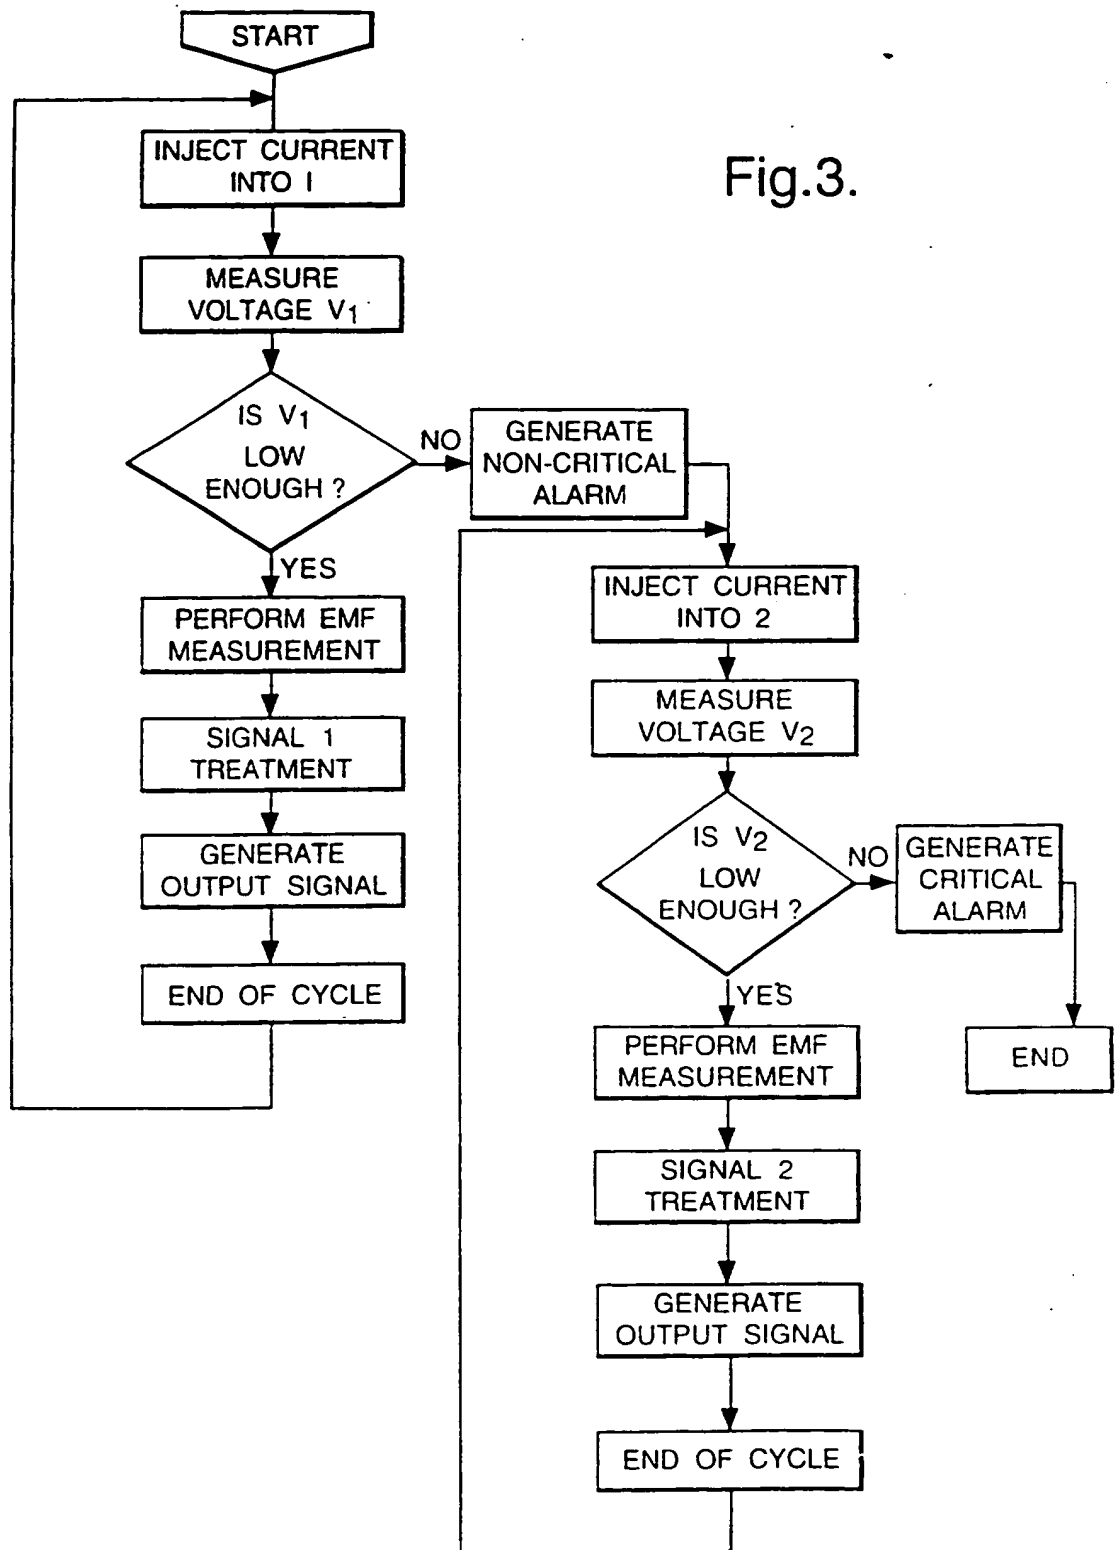 START
INJECT CURRENT
INTO I
Fig.3.
MEASURE
VOLTAGE V1
IS V1
LOW
ENOUGH ?
NO
GENERATE
NON-CRITICAL
ALARM
YES
PERFORM EMF
MEASUREMENT
SIGNAL 1
TREATMENT
GENERATE
OUTPUT SIGNAL
END OF CYCLE
INJECT CURRENT
INTO 2
MEASURE
VOLTAGE V2
IS V2
LOW
ENOUGH ?
NO
GENERATE
CRITICAL
ALARM
END
YES
PERFORM EMF
MEASUREMENT
SIGNAL 2
TREATMENT
GENERATE
OUTPUT SIGNAL
END OF CYCLE